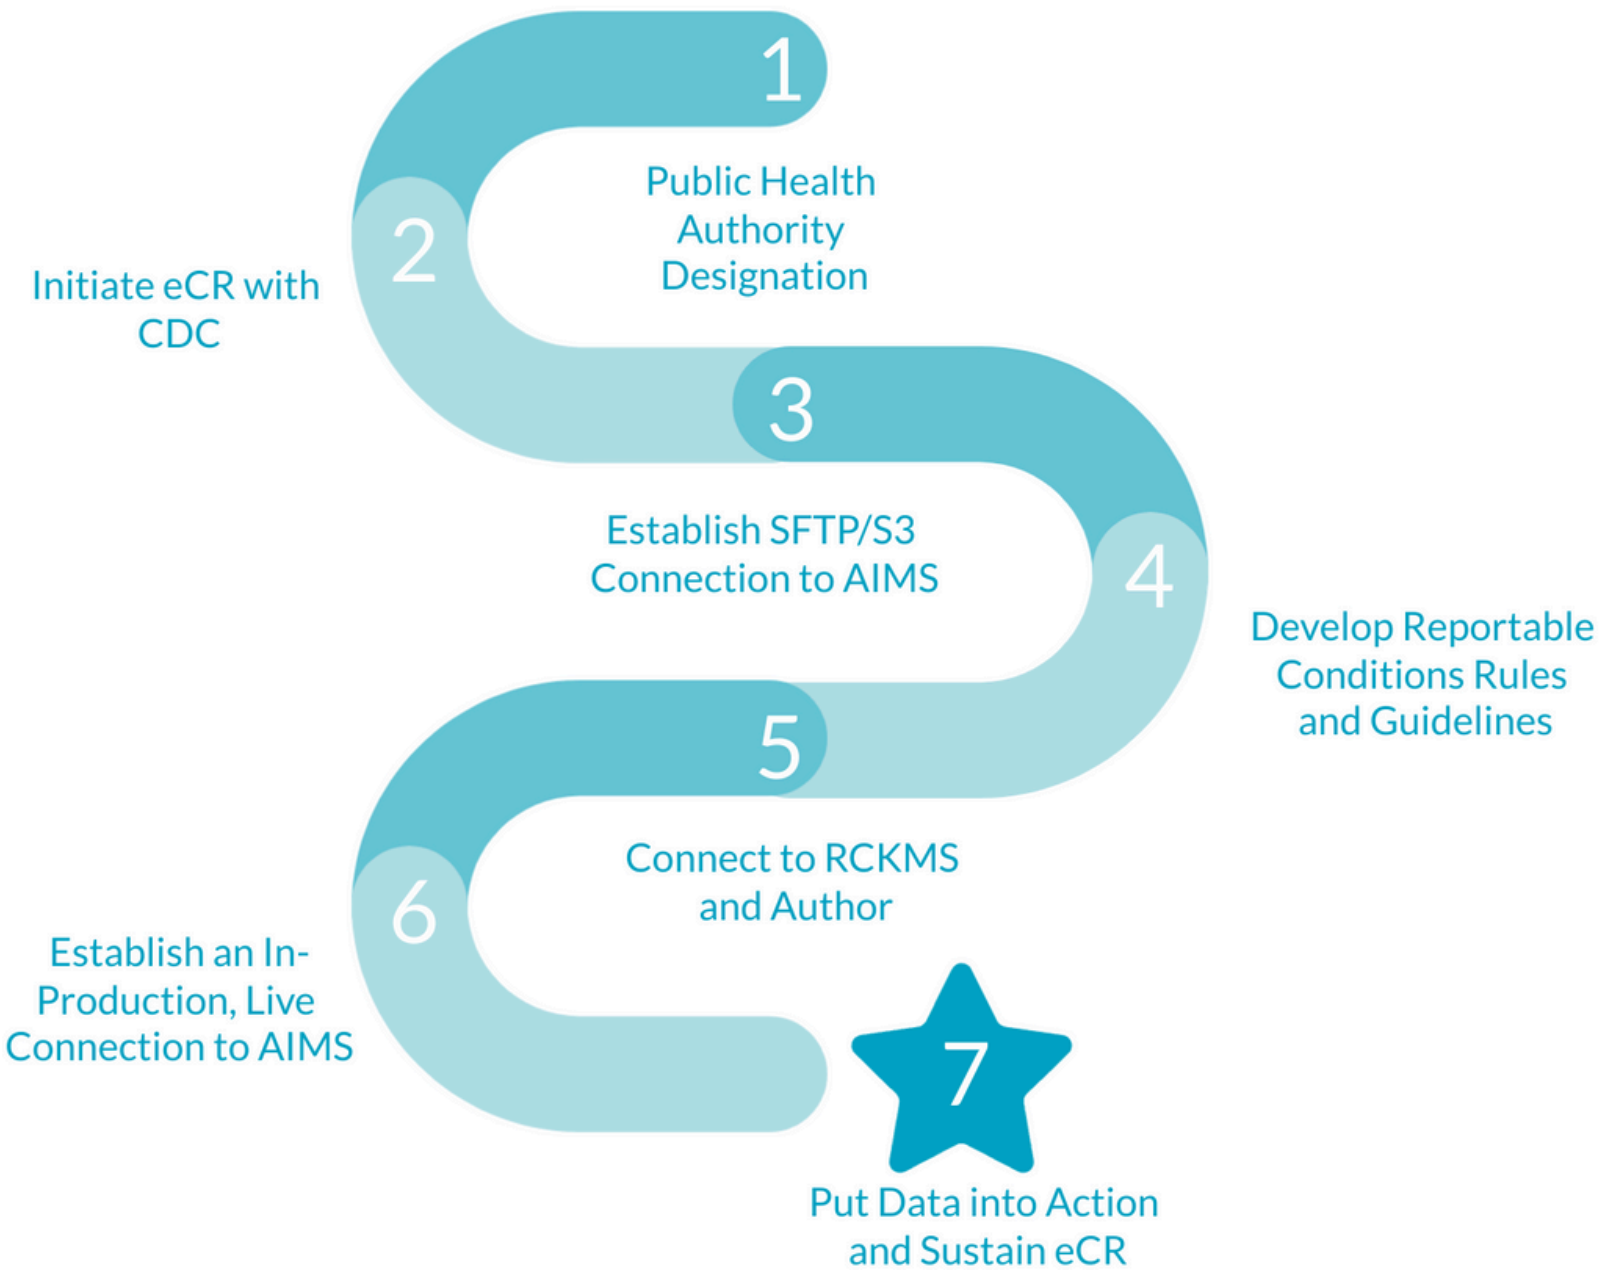 1
Public Health
Authority
Designation
2
Initiate eCR with
CDC
3
Establish SFTP/S3
Connection to AIMS
4
Develop Reportable
Conditions Rules
and Guidelines
5
Connect to RCKMS
and Author
6
Establish an In-
Production, Live
Connection to AIMS
7
Put Data into Action
and Sustain eCR